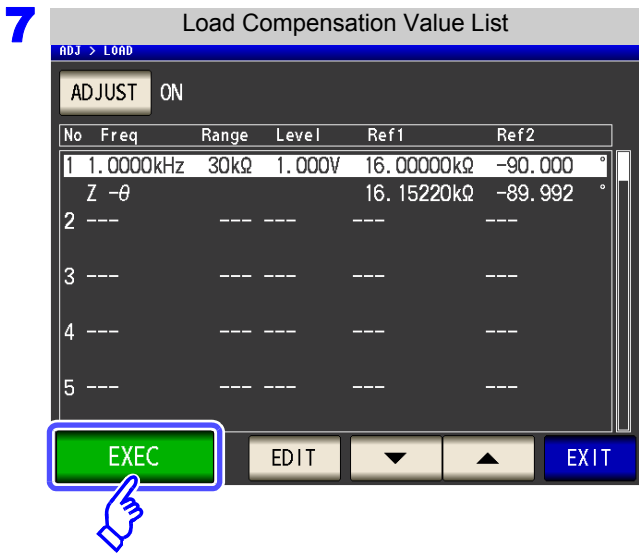 7
Load Compensation Value List
ADJ > LOAD
ADJUST ON
No Freq Range Level Ref1 Ref2
1 1.0000kHz 30kΩ 1.000V 16.00000kΩ -90.000 °
Z -θ 16.15220kΩ -89.992 °
2 --- --- --- --- ---
3 --- --- --- --- ---
4 --- --- --- --- ---
5 --- --- --- --- ---
EXEC EDIT ▼ ▲ EXIT